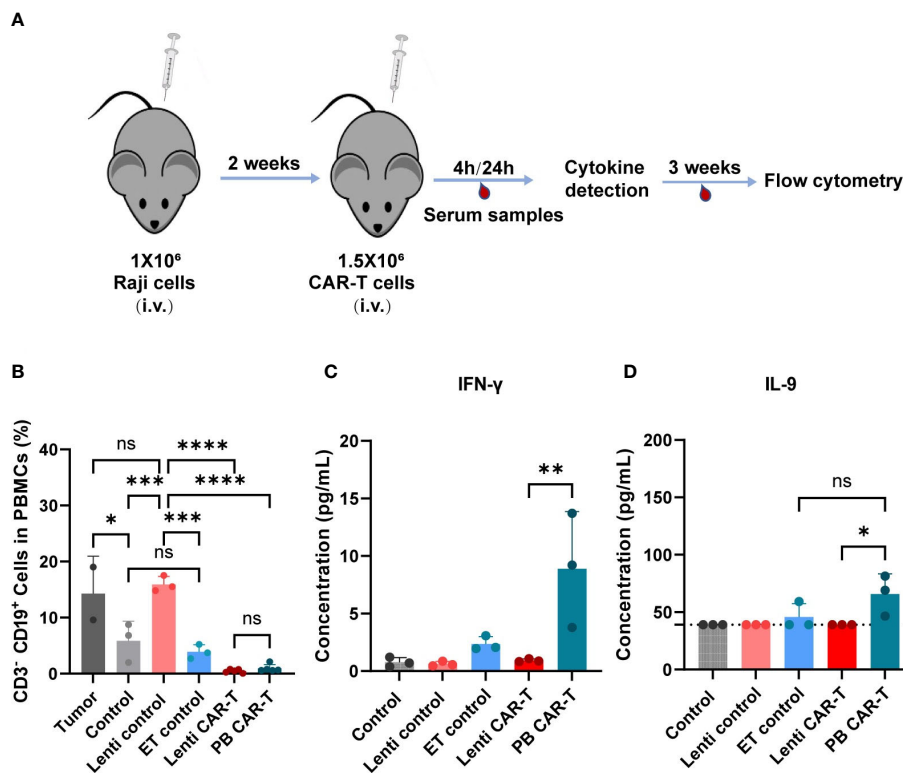 A
2 weeks
4h/24h
Serum samples
Cytokine
detection
3 weeks
Flow cytometry
1X10⁶
Raji cells
(i.v.)
1.5X10⁶
CAR-T cells
(i.v.)
B
CD3⁻ CD19⁺ Cells in PBMCs (%)
40
30
20
10
0
ns
****
***
****
*
***
ns
ns
Tumor
Control
Lenti control
ET control
Lenti CAR-T
PB CAR-T
C
IFN-γ
Concentration (pg/mL)
20
15
10
5
0
**
Control
Lenti control
ET control
Lenti CAR-T
PB CAR-T
D
IL-9
Concentration (pg/mL)
200
150
100
50
0
ns
*
Control
Lenti control
ET control
Lenti CAR-T
PB CAR-T